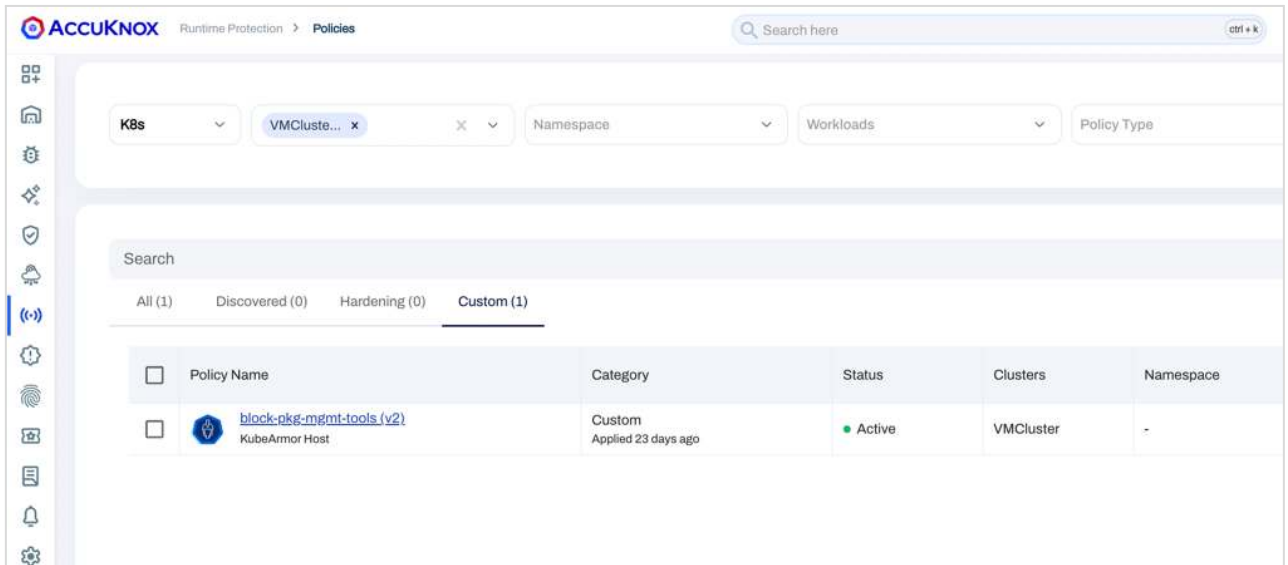 ACCUKNOX Runtime Protection > Policies Search here ctrl + k
K8s VMCluste... x Namespace Workloads Policy Type
Search
All (1) Discovered (0) Hardening (0) Custom (1)
Policy Name Category Status Clusters Namespace
block-pkg-mgmt-tools (v2) Custom Active VMCluster -
KubeArmor Host Applied 23 days ago